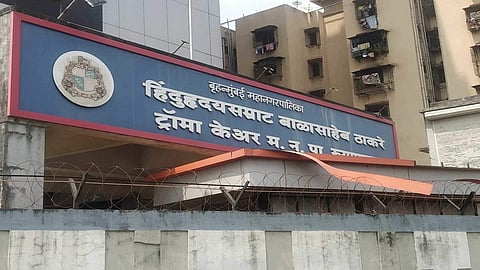 बृहन्मुंबई महानगरपालिका
हिंदुहृदयसम्राट बाळासाहेब ठाकरे
ट्रॉमा केअर म. न. पा.